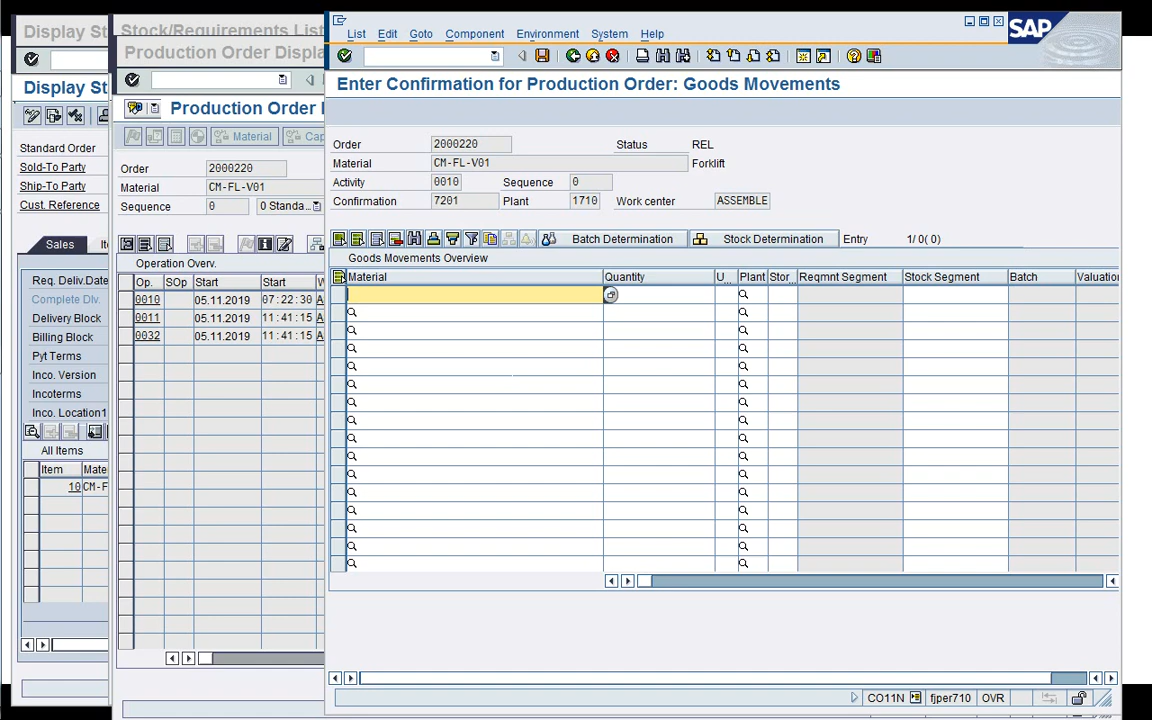 Display St
Stock/Requirements List
Production Order Displa
Display St
Production Order
Material
Cap
Standard Order
Sold-To Party
Ship-To Party
Cust. Reference
Sales
Req. Deliv.Date
Complete Dlv.
Delivery Block
Billing Block
Pyt Terms
Inco. Version
Incoterms
Inco. Location1
All Items
Item Mate
10 CM-F
Order 2000220
Material CM-FL-V01
Sequence 0 0 Standa...
Operation Overv.
Op. SOp Start Start
0010 05.11.2019 07:22:30 A
0011 05.11.2019 11:41:15 A
0032 05.11.2019 11:41:15 A
List Edit Goto Component Environment System Help
SAP
Enter Confirmation for Production Order: Goods Movements
Order 2000220 Status REL
Material CM-FL-V01 Forklift
Activity 0010 Sequence 0
Confirmation 7201 Plant 1710 Work center ASSEMBLE
Batch Determination Stock Determination Entry 1/ 0( 0)
Goods Movements Overview
Material Quantity U... Plant Stor... Reqmnt Segment Stock Segment Batch Valuation
CO11N fjper710 OVR